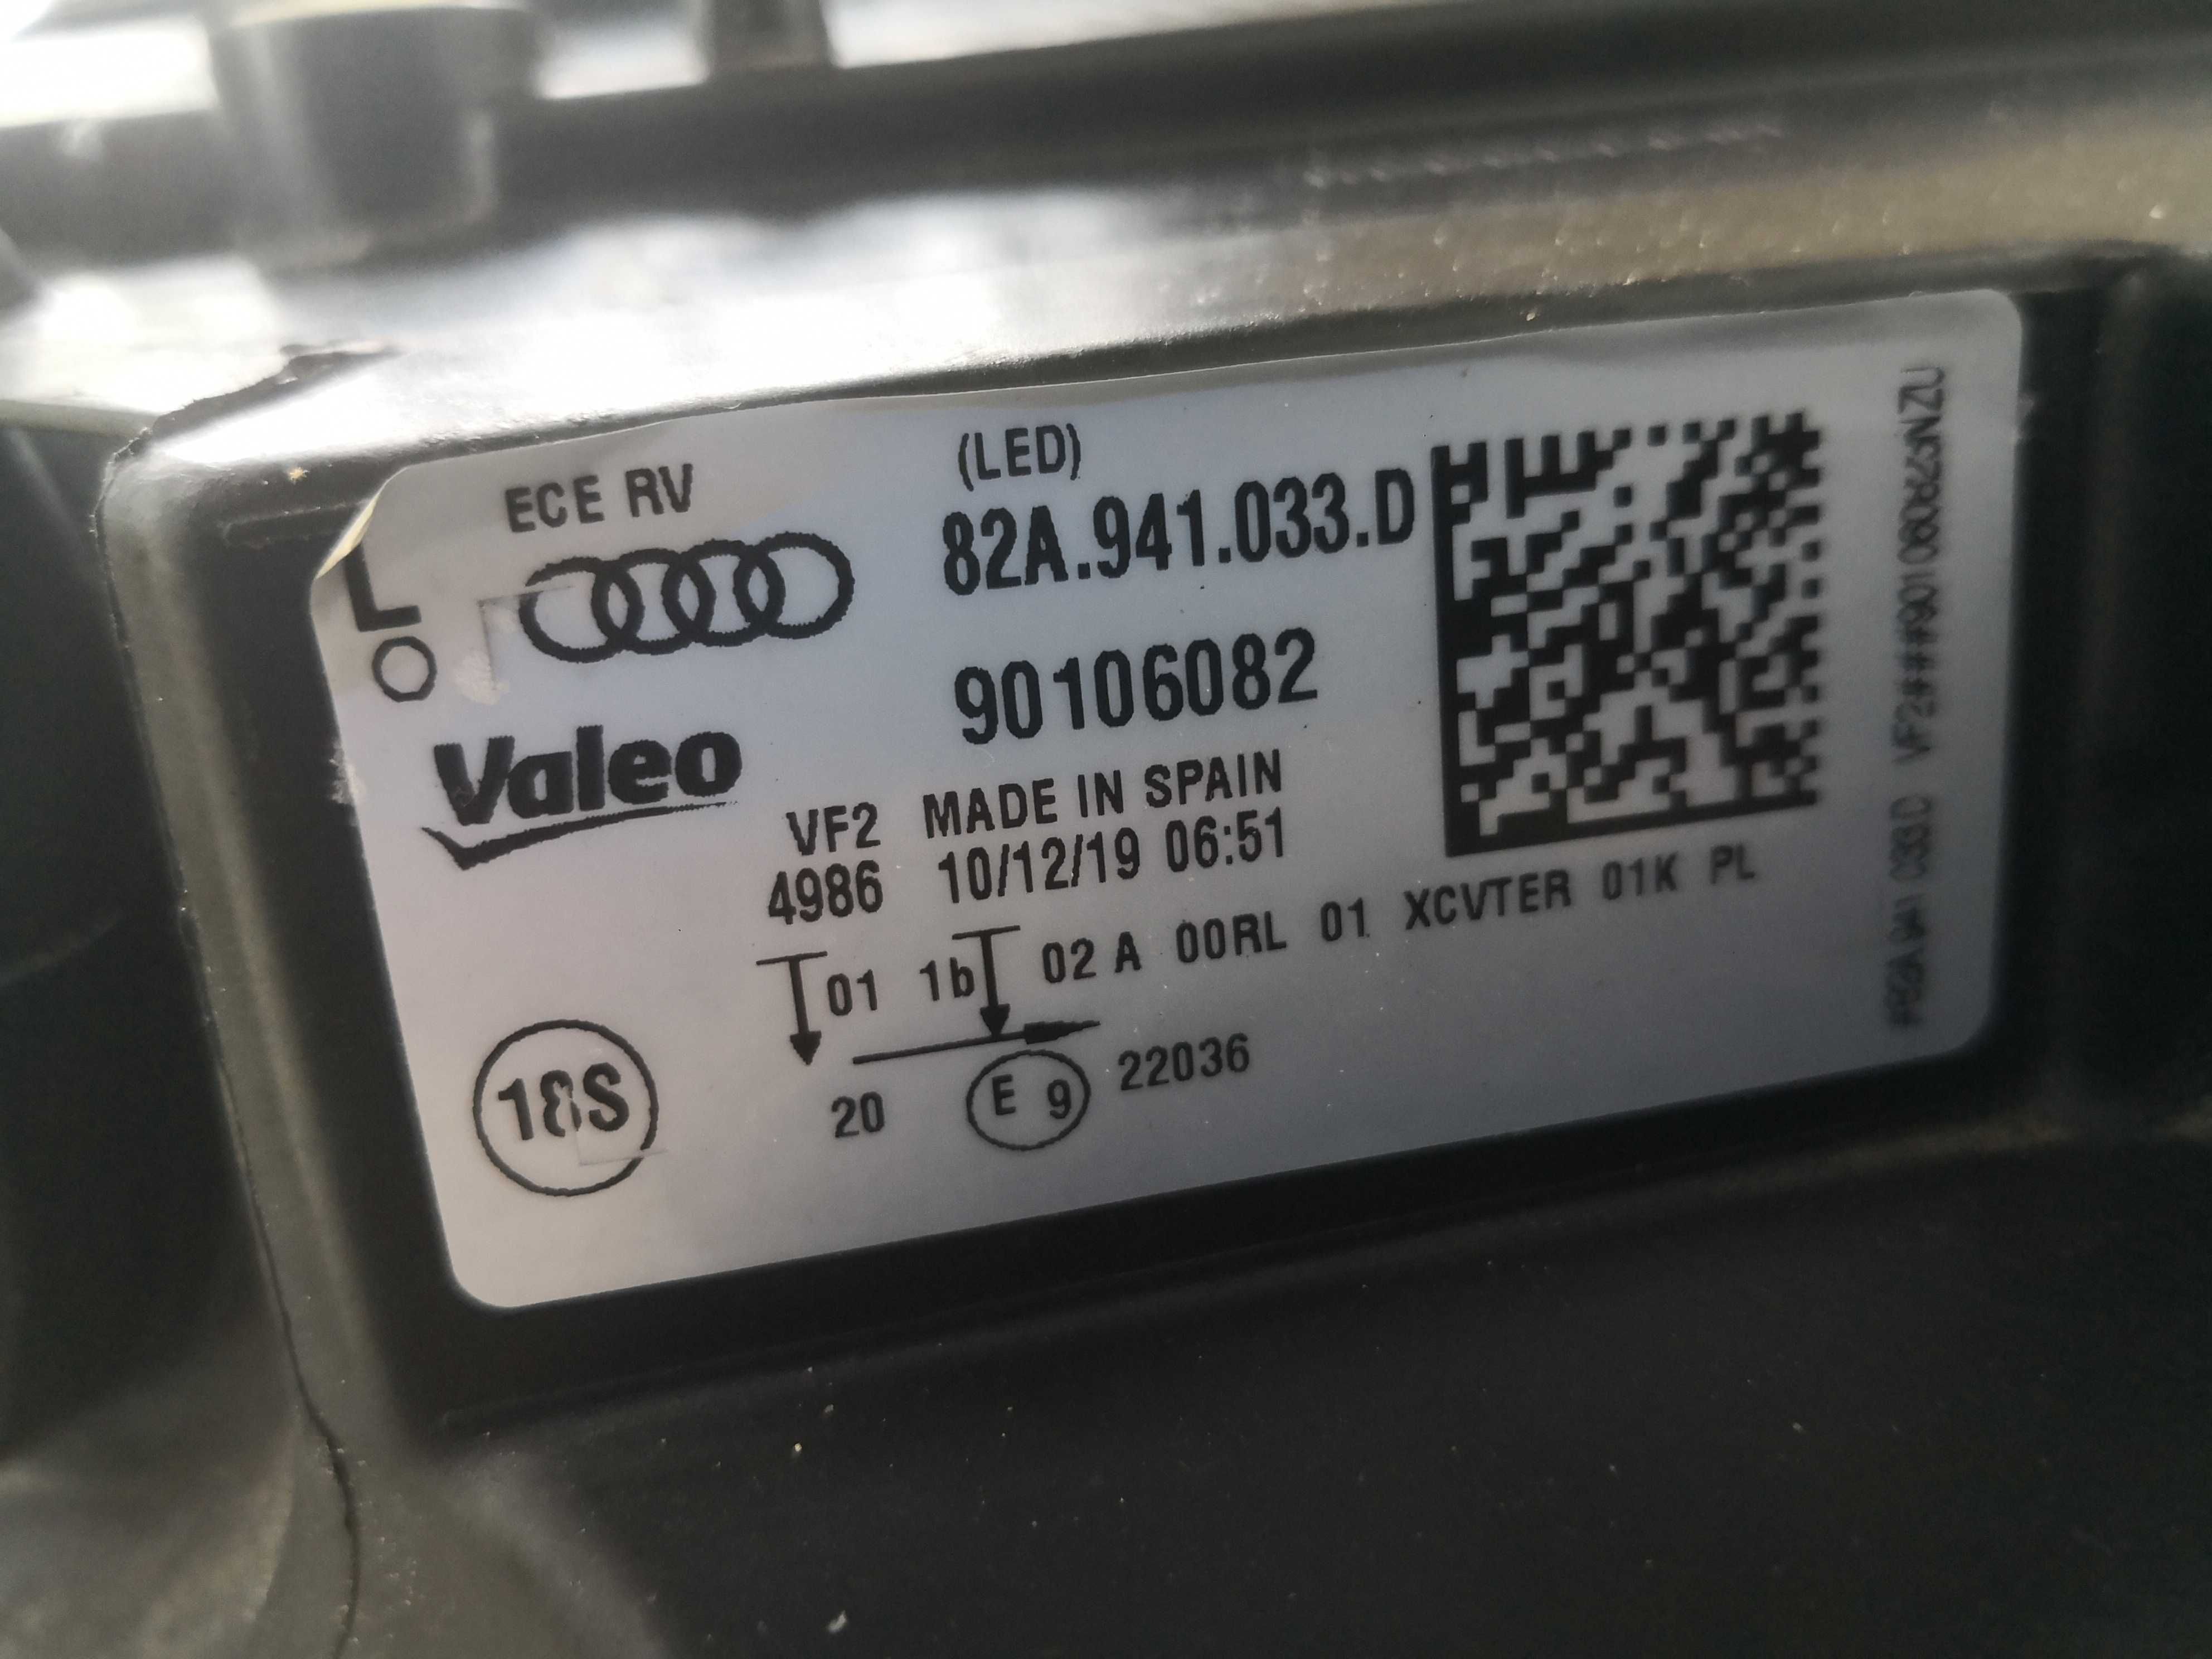 (LED)
ECE RV
82A.941.033.D
L
90106082
Valeo
VF2 MADE IN SPAIN
4986 10/12/19 06:51
01 1b 02 A 00RL 01 XCVTER 01K PL
18S
20 E 9 22036